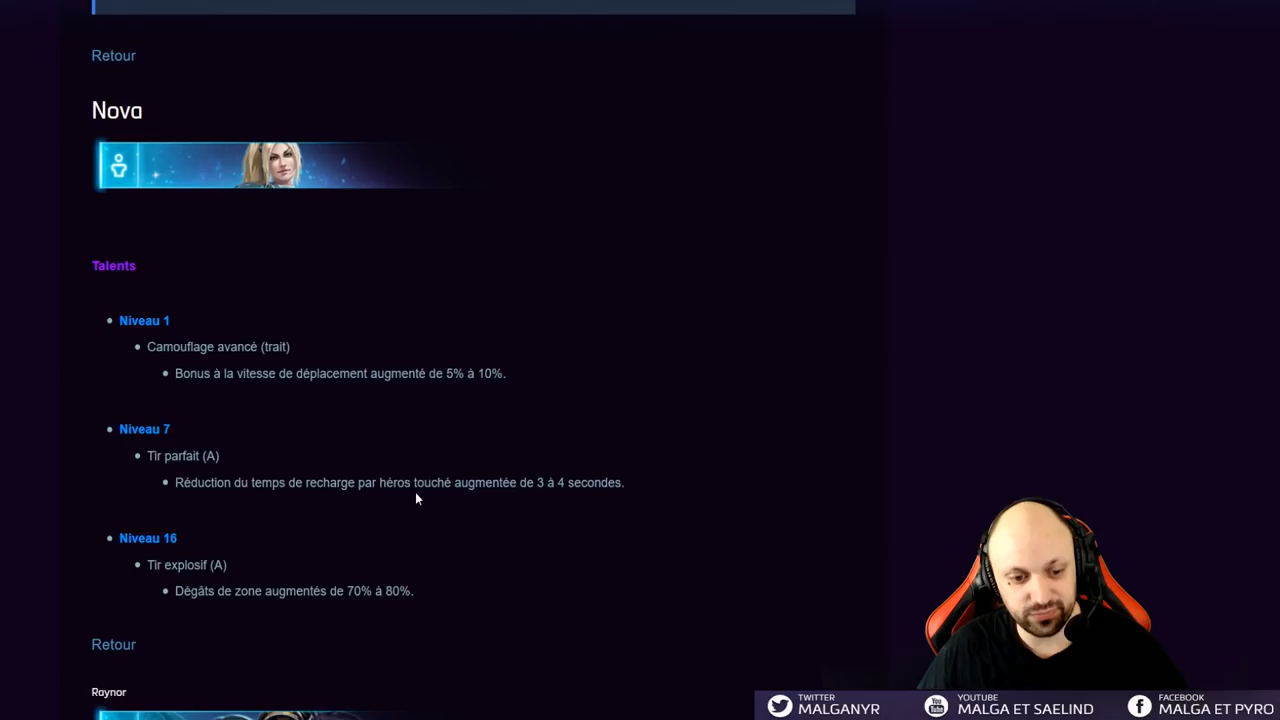 Retour
Nova
Talents
Niveau 1
Camouflage avancé (trait)
Bonus à la vitesse de déplacement augmenté de 5% à 10%.
Niveau 7
Tir parfait (A)
Réduction du temps de recharge par héros touché augmentée de 3 à 4 secondes.
Niveau 16
Tir explosif (A)
Dégâts de zone augmentés de 70% à 80%.
Retour
Raynor
TWITTER
MALGANYR
YOUTUBE
MALGA ET SAELIND
FACEBOOK
MALGA ET PYRO